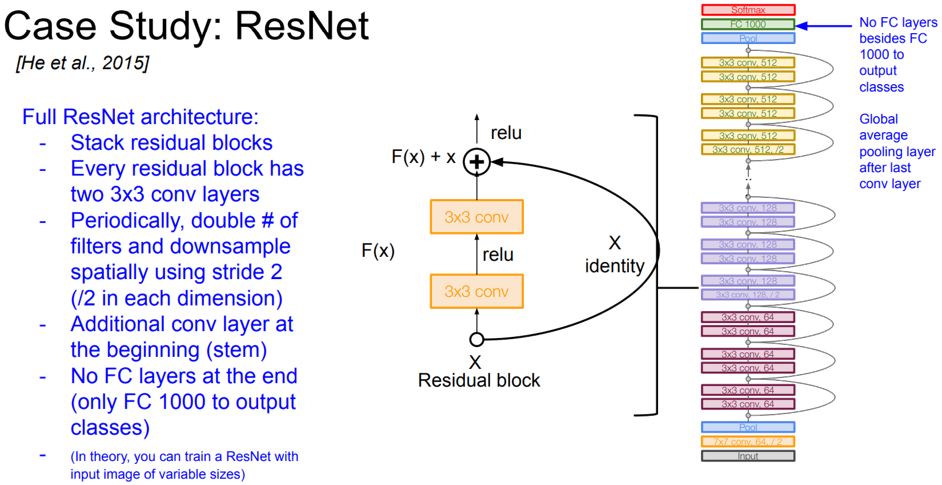 Case Study: ResNet
[He et al., 2015]
Full ResNet architecture:
- Stack residual blocks
- Every residual block has
two 3x3 conv layers
- Periodically, double # of
filters and downsample
spatially using stride 2
(/2 in each dimension)
- Additional conv layer at
the beginning (stem)
- No FC layers at the end
(only FC 1000 to output
classes)
- (In theory, you can train a ResNet with
input image of variable sizes)
relu
F(x) + x
+
3x3 conv
F(x)
relu
3x3 conv
X
identity
X
Residual block
Softmax
FC 1000
Pool
3x3 conv, 512
3x3 conv, 512
3x3 conv, 512
3x3 conv, 512
3x3 conv, 512
3x3 conv, 512, /2
..
3x3 conv, 128
3x3 conv, 128
3x3 conv, 128
3x3 conv, 128
3x3 conv, 128
3x3 conv, 128, / 2
3x3 conv, 64
3x3 conv, 64
3x3 conv, 64
3x3 conv, 64
3x3 conv, 64
3x3 conv, 64
Pool
7x7 conv, 64, / 2
Input
No FC layers
besides FC
1000 to
output
classes
Global
average
pooling layer
after last
conv layer